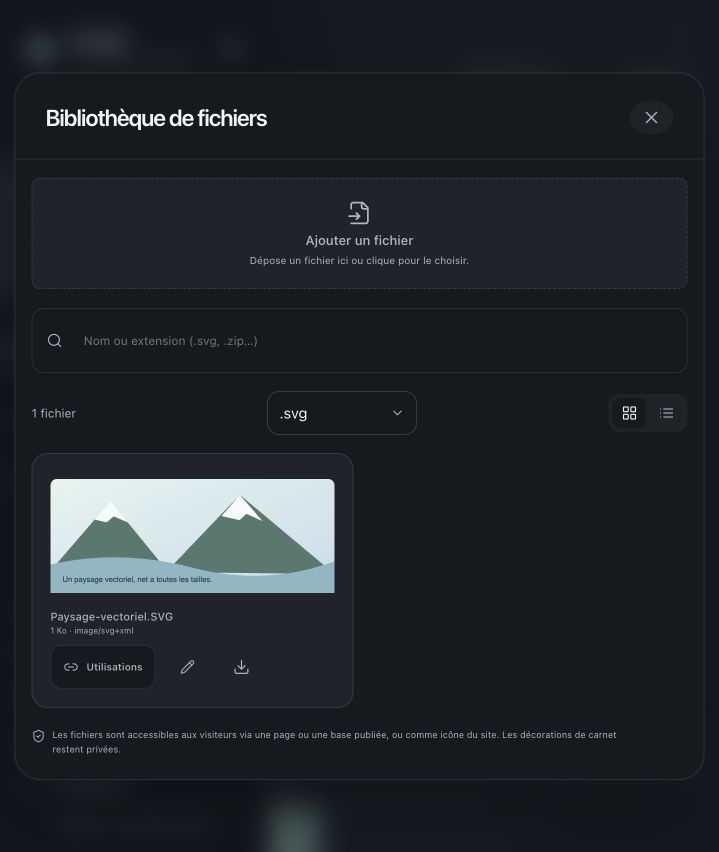 Bibliothèque de fichiers
Ajouter un fichier
Dépose un fichier ici ou clique pour le choisir.
Nom ou extension (.svg, .zip…)
1 fichier
.svg
Un paysage vectoriel, net a toutes les tailles.
Paysage-vectoriel.SVG
1 Ko · image/svg+xml
Utilisations
Les fichiers sont accessibles aux visiteurs via une page ou une base publiée, ou comme icône du site. Les décorations de carnet
restent privées.